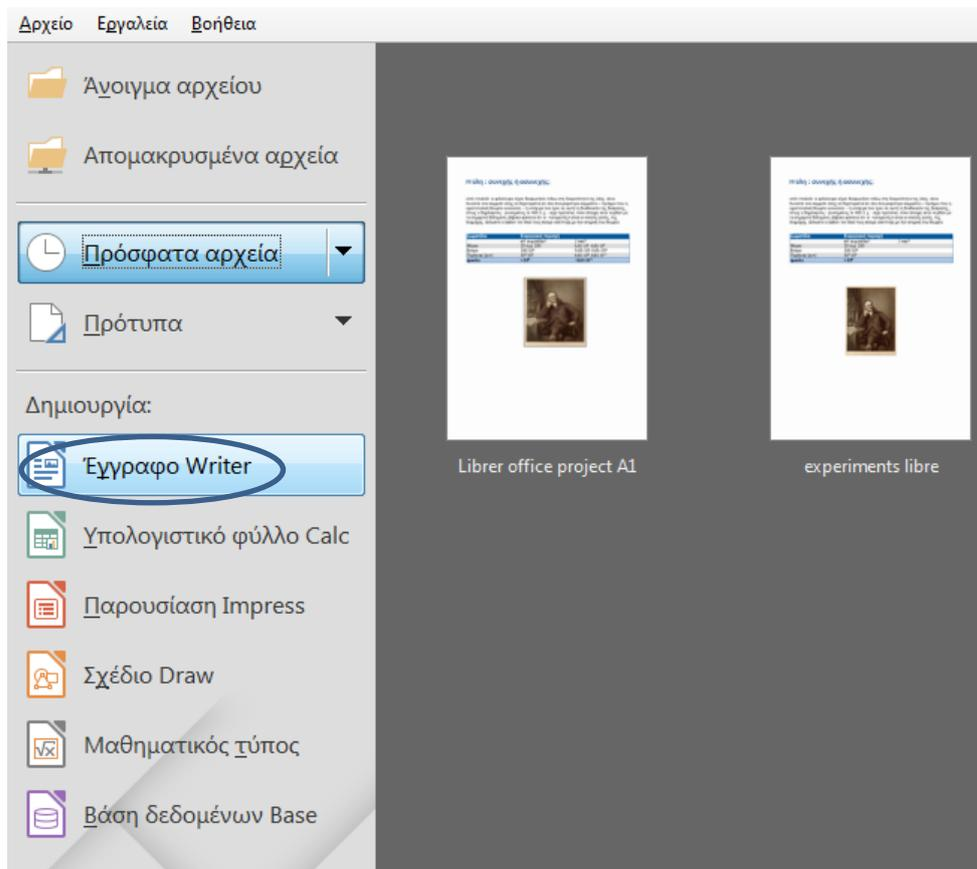 Αρχείο Εργαλεία Βοήθεια
Άνοιγμα αρχείου
Απομακρυσμένα αρχεία
Πρόσφατα αρχεία
Πρότυπα
Δημιουργία:
Έγγραφο Writer
Υπολογιστικό φύλλο Calc
Παρουσίαση Impress
Σχέδιο Draw
Μαθηματικός τύπος
Βάση δεδομένων Base
Librer office project A1
experiments libre